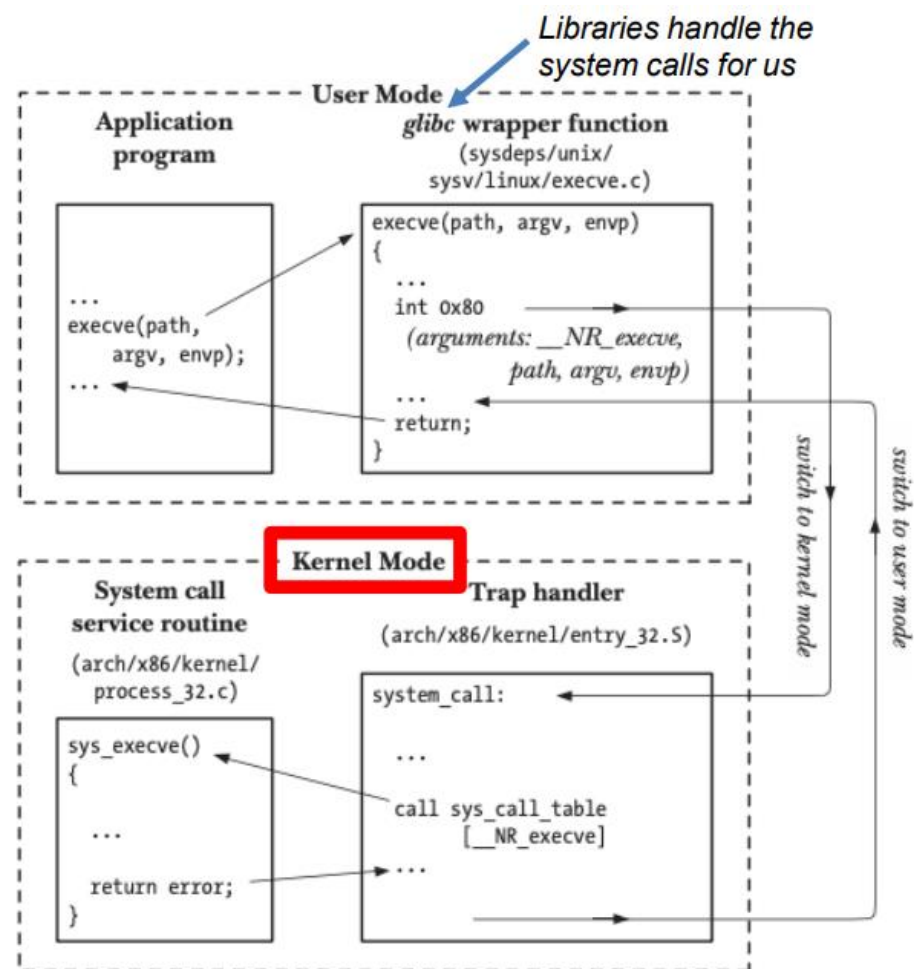 Libraries handle the
system calls for us
User Mode
Application
program
glibc wrapper function
(sysdeps/unix/
sysv/linux/execve.c)
...
execve(path,
argv, envp);
...
execve(path, argv, envp)
{
...
int 0x80
(arguments: __NR_execve,
path, argv, envp)
...
return;
}
switch to kernel mode
switch to user mode
Kernel Mode
System call
service routine
(arch/x86/kernel/
process_32.c)
Trap handler
(arch/x86/kernel/entry_32.S)
sys_execve()
{
...
return error;
}
system_call:
...
call sys_call_table
[__NR_execve]
...